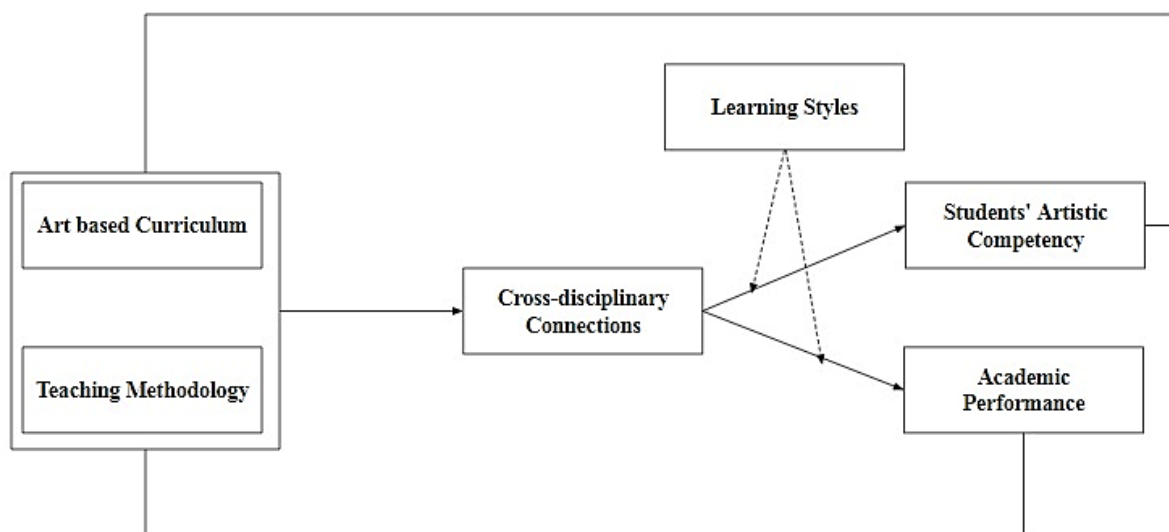 Learning Styles
Art based Curriculum
Students' Artistic
Competency
Cross-disciplinary
Connections
Teaching Methodology
Academic
Performance